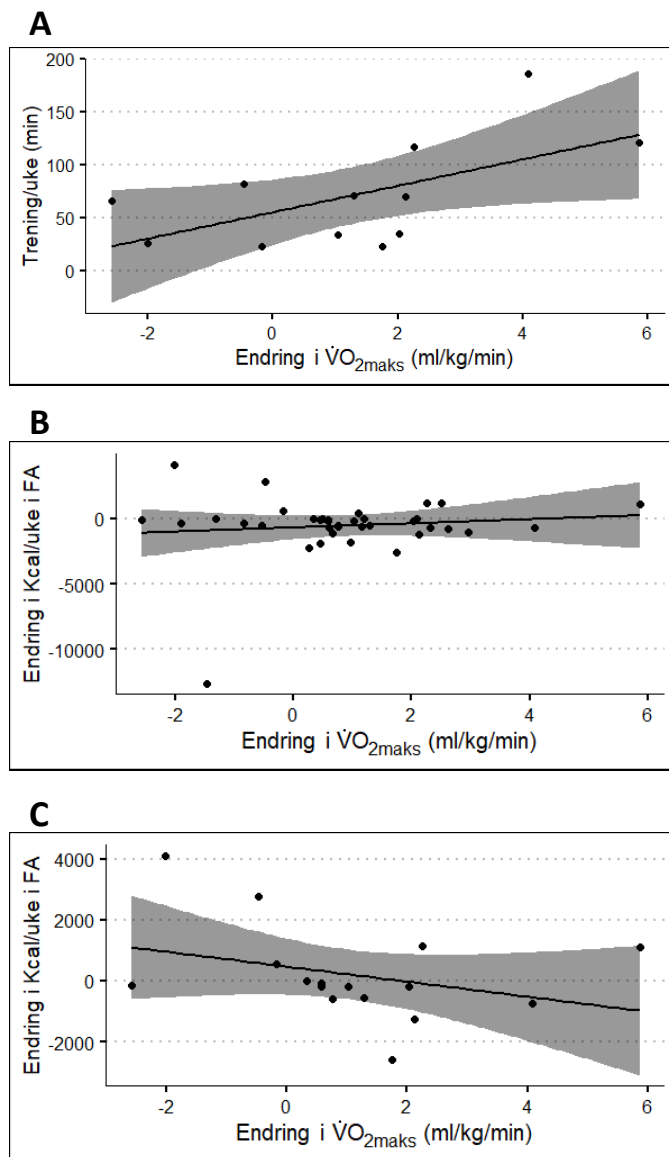 A
Trening/uke (min)
200
150
100
50
0
-2 0 2 4 6
Endring i V̇O2maks (ml/kg/min)
B
Endring i Kcal/uke i FA
0
-5000
-10000
-2 0 2 4 6
Endring i V̇O2maks (ml/kg/min)
C
Endring i Kcal/uke i FA
4000
2000
0
-2000
-2 0 2 4 6
Endring i V̇O2maks (ml/kg/min)